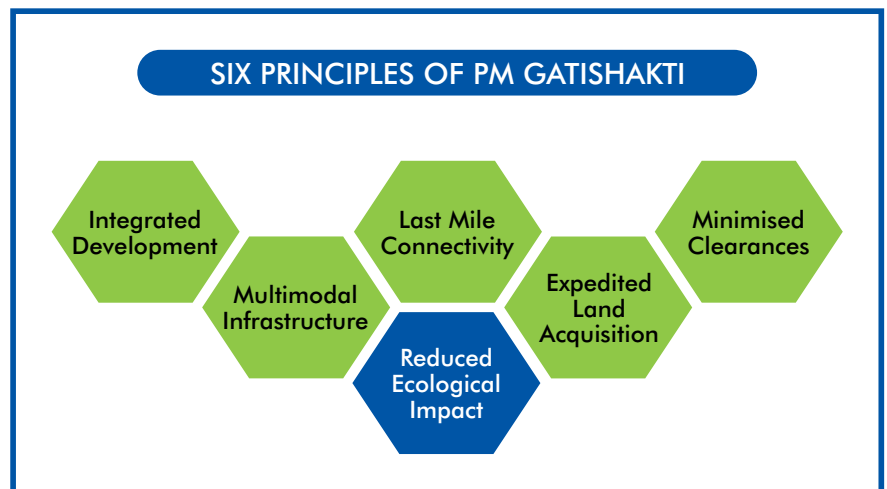 SIX PRINCIPLES OF PM GATISHAKTI
Integrated
Development
Multimodal
Infrastructure
Last Mile
Connectivity
Expedited
Land
Acquisition
Minimised
Clearances
Reduced
Ecological
Impact